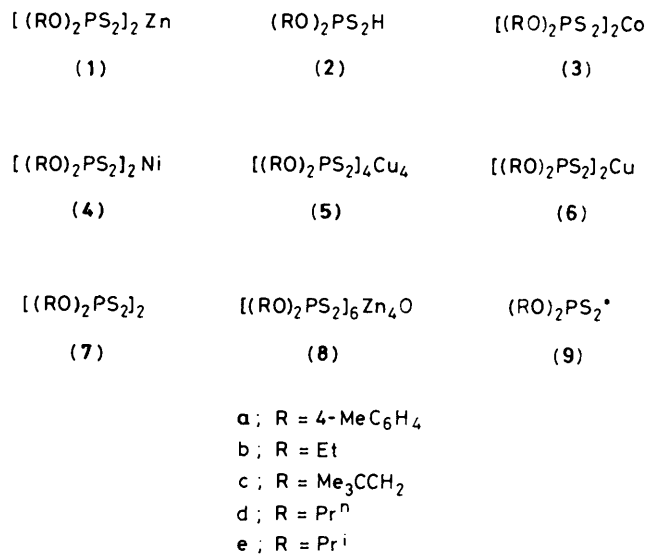 [(RO)₂PS₂]₂Zn (RO)₂PS₂H [(RO)₂PS₂]₂Co
(1) (2) (3)
[(RO)₂PS₂]₂Ni [(RO)₂PS₂]₄Cu₄ [(RO)₂PS₂]₂Cu
(4) (5) (6)
[(RO)₂PS₂]₂ [(RO)₂PS₂]₆Zn₄O (RO)₂PS₂•
(7) (8) (9)
a; R = 4-MeC₆H₄
b; R = Et
c; R = Me₃CCH₂
d; R = Prⁿ
e; R = Prⁱ